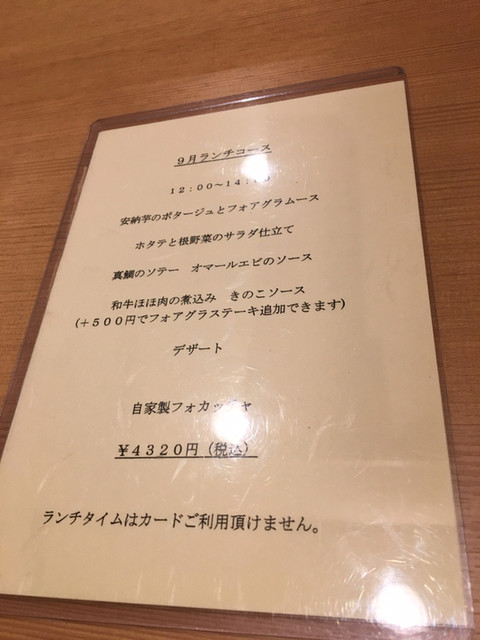 ９月ランチコース
１２：００～１４：
安納芋のポタージュとフォアグラムース
ホタテと根野菜のサラダ仕立て
真鯛のソテー　オマールエビのソース
和牛ほほ肉の煮込み　きのこソース
(＋５００円でフォアグラステーキ追加できます)
デザート
自家製フォカッチャ
￥４３２０円（税込）
ランチタイムはカードご利用頂けません。